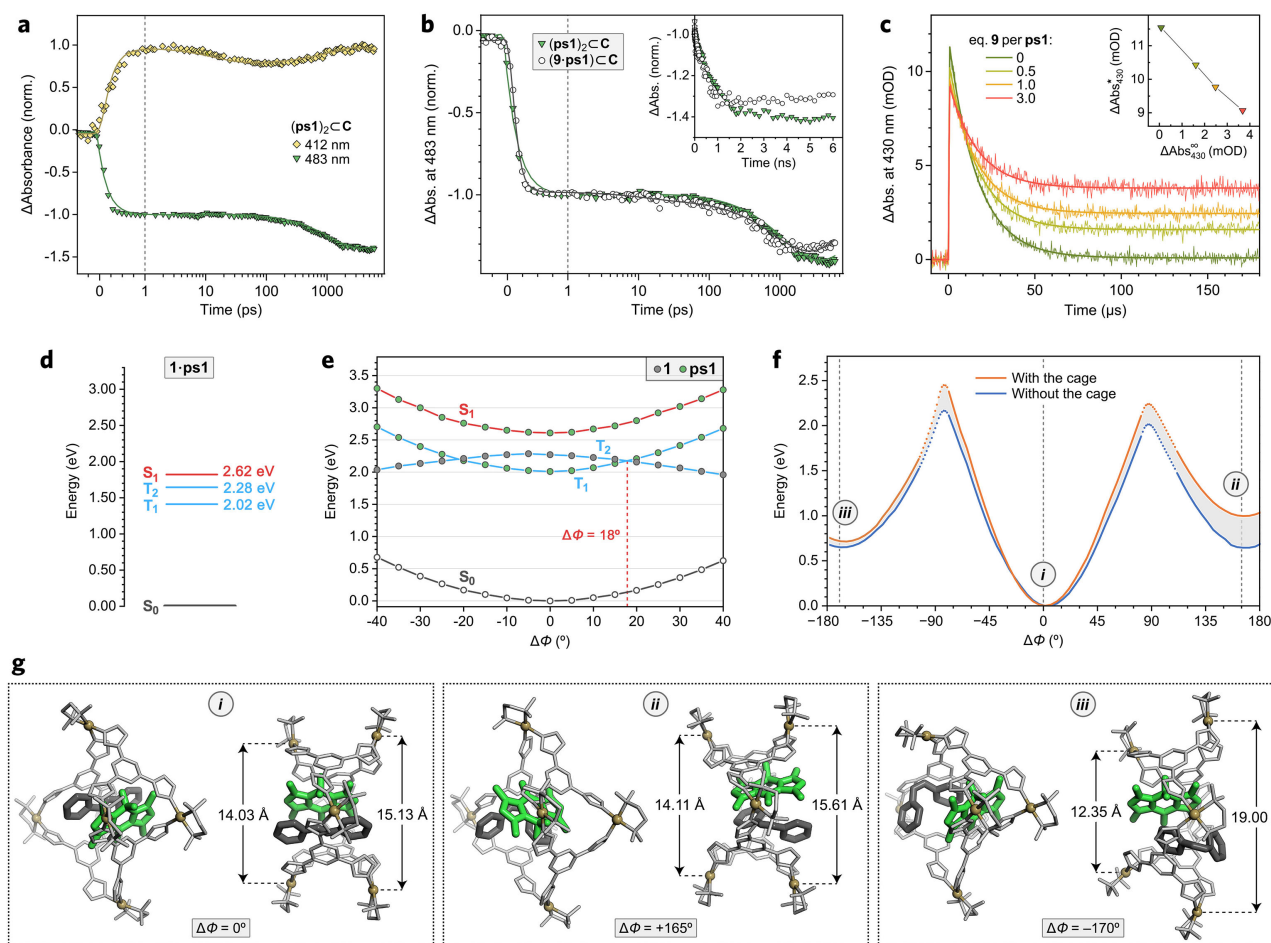 a
ΔAbsorbance (norm.)
1.0
0.5
0.0
-0.5
-1.0
-1.5
(ps1)₂⊂C
412 nm
483 nm
0
1
10
100
1000
Time (ps)
b
ΔAbs. at 483 nm (norm.)
0.0
-0.5
-1.0
(ps1)₂⊂C
(9·ps1)⊂C
0
1
10
100
1000
Time (ps)
ΔAbs. (norm.)
-1.0
-1.2
-1.4
0 1 2 3 4 5 6
Time (ns)
c
ΔAbs. at 430 nm (mOD)
10
5
0
eq. 9 per ps1:
0
0.5
1.0
3.0
0
50
100
150
Time (μs)
ΔAbs*₄₃₀ (mOD)
11
10
9
0 1 2 3 4
ΔAbs∞₄₃₀ (mOD)
d
1·ps1
Energy (eV)
3.00
2.50
2.00
1.50
1.00
0.50
0.00
S₁ 2.62 eV
T₂ 2.28 eV
T₁ 2.02 eV
S₀
e
Energy (eV)
3.5
3.0
2.5
2.0
1.5
1.0
0.5
0.0
1 ps1
S₁
T₂
T₁
ΔΦ = 18º
S₀
-40 -30 -20 -10 0 10 20 30 40
ΔΦ (º)
f
Energy (eV)
2.5
2.0
1.5
1.0
0.5
0.0
With the cage
Without the cage
iii
ii
i
−180 −135 −90 −45 0 45 90 135 180
ΔΦ (º)
g
i
14.03 Å
15.13 Å
ΔΦ = 0º
ii
14.11 Å
15.61 Å
ΔΦ = +165º
iii
12.35 Å
19.00
ΔΦ = −170º